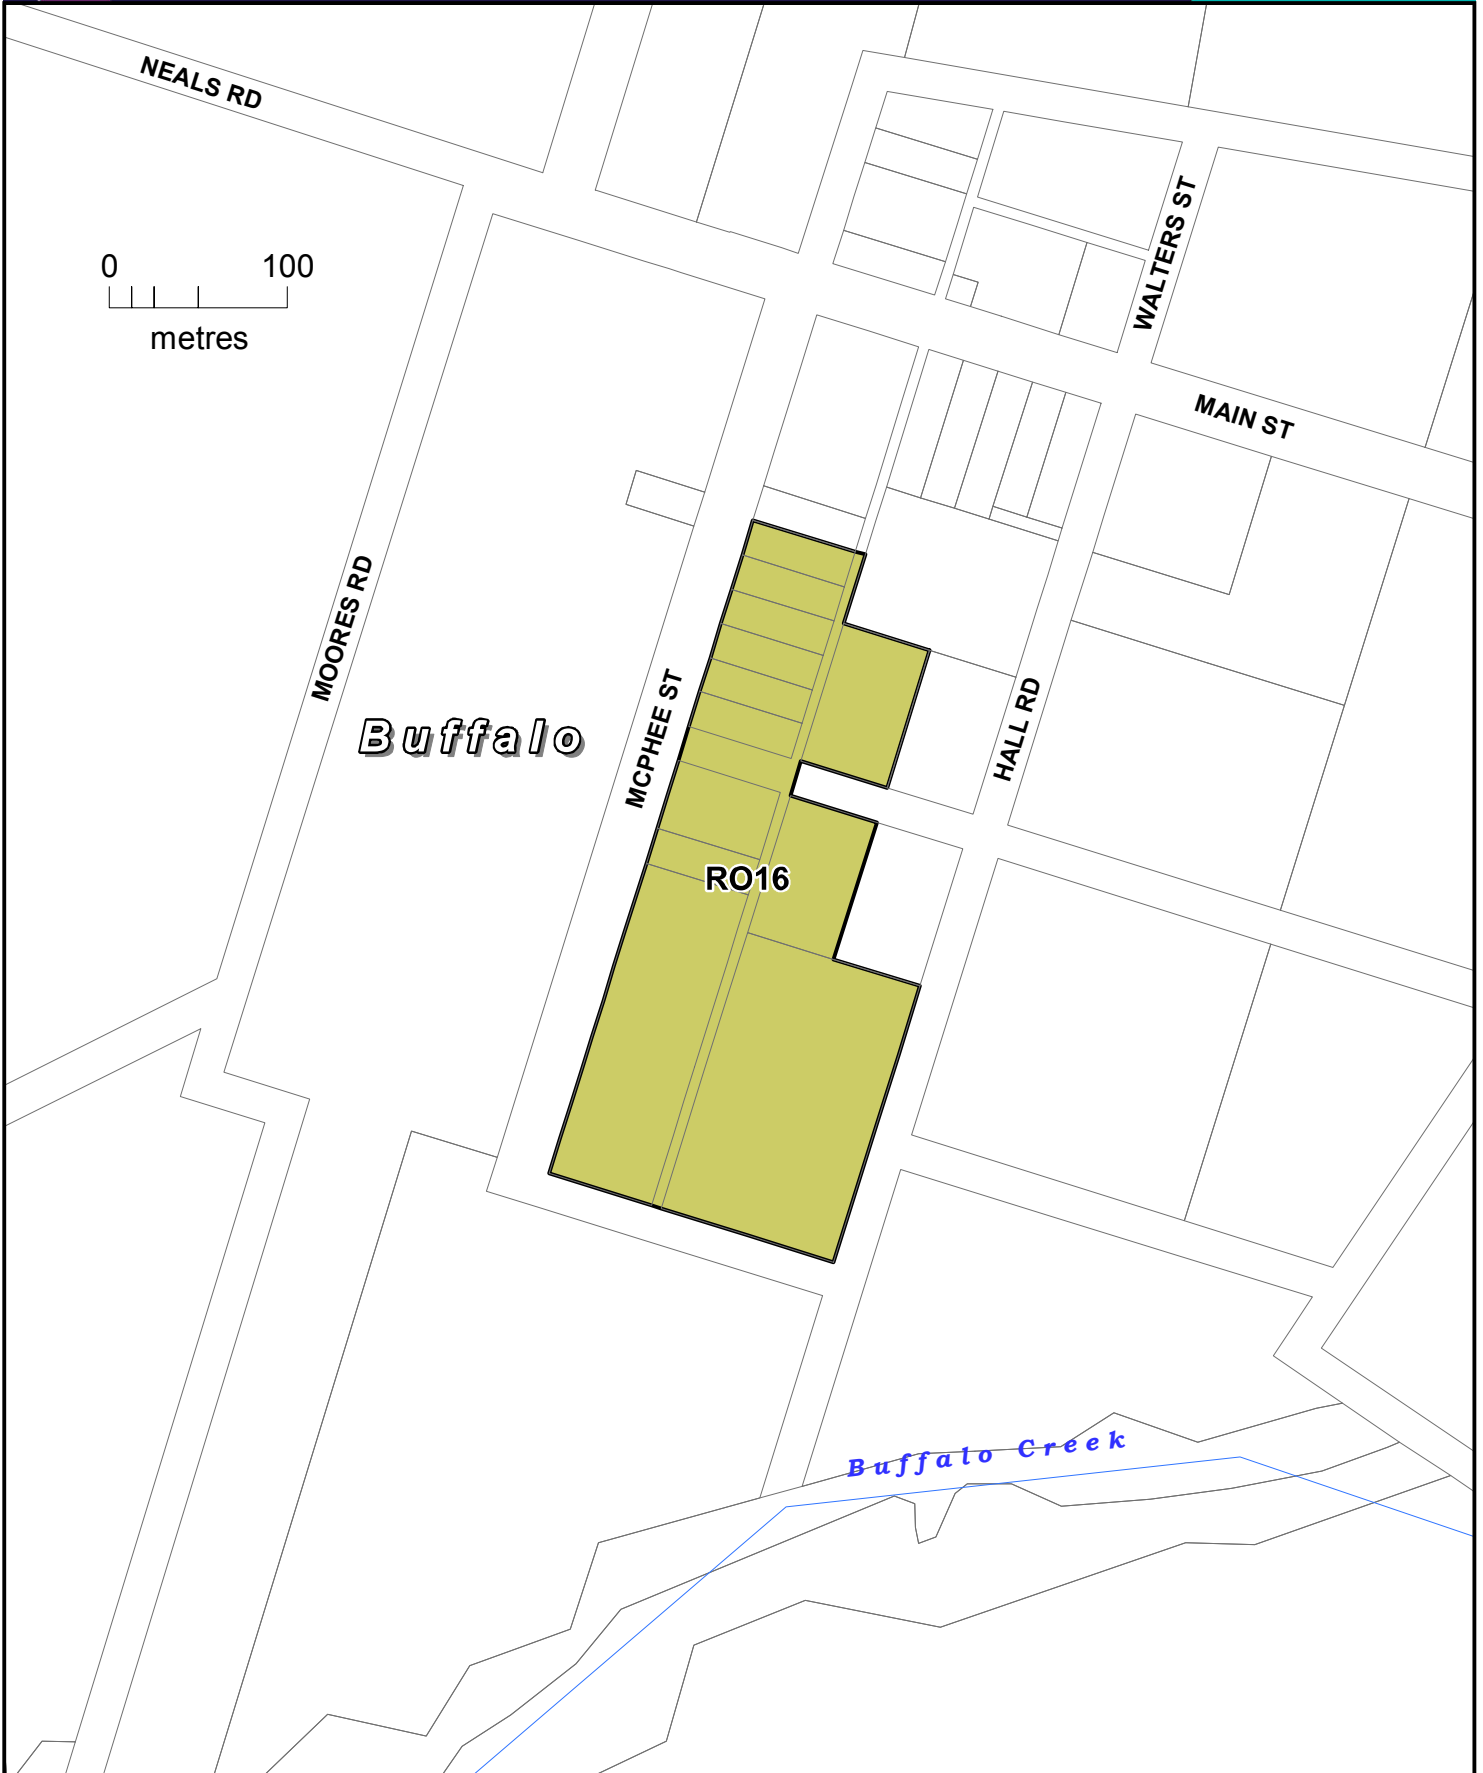 NEALS RD
WALTERS ST
0 100
metres
MAIN ST
MOORES RD
MCPHEE ST
HALL RD
Buffalo
RO16
Buffalo Creek